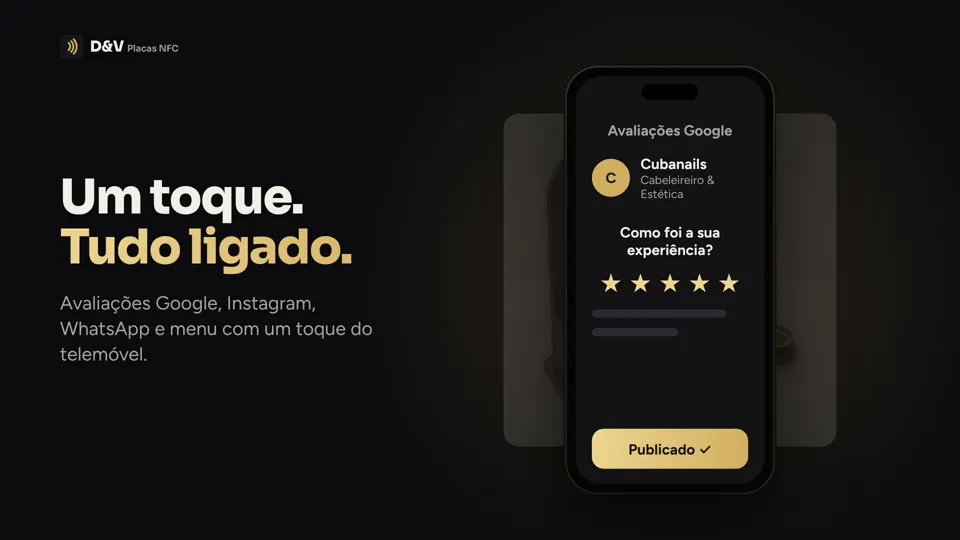 D&V Placas NFC
Um toque.
Tudo ligado.
Avaliações Google, Instagram,
WhatsApp e menu com um toque do
telemóvel.
Avaliações Google
C
Cubanails
Cabeleireiro &
Estética
Como foi a sua
experiência?
Publicado ✓